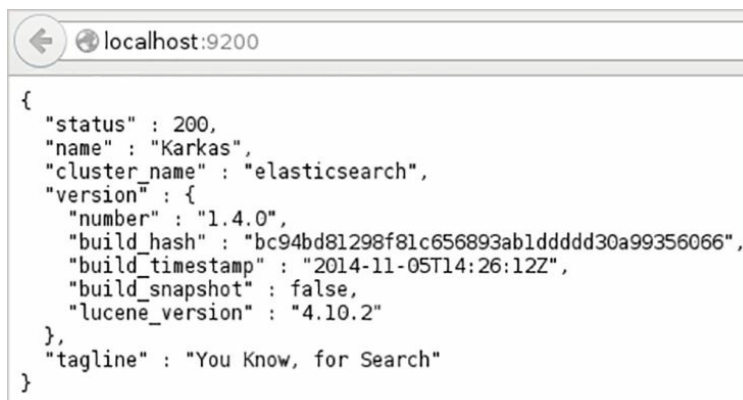 localhost:9200
{
"status" : 200,
"name" : "Karkas",
"cluster_name" : "elasticsearch",
"version" : {
"number" : "1.4.0",
"build_hash" : "bc94bd81298f81c656893ab1ddddd30a99356066",
"build_timestamp" : "2014-11-05T14:26:12Z",
"build_snapshot" : false,
"lucene_version" : "4.10.2"
},
"tagline" : "You Know, for Search"
}